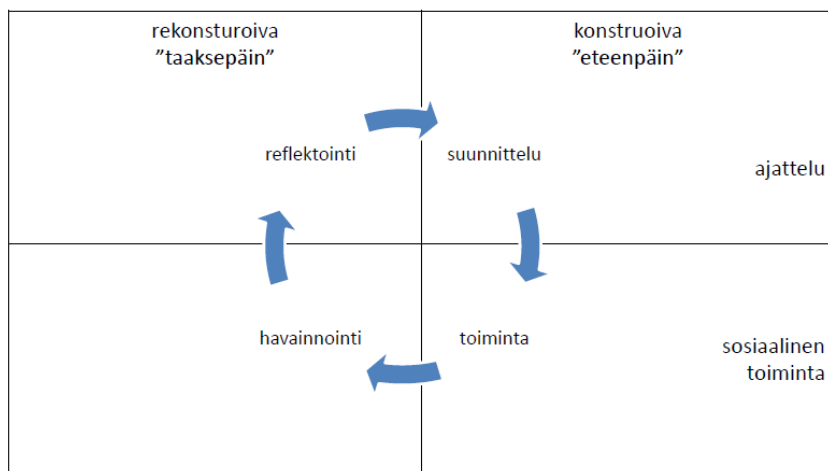 rekonsturoiva
”taaksepäin”
konstruoiva
”eteenpäin”
reflektointi
suunnittelu
ajattelu
havainnointi
toiminta
sosiaalinen
toiminta